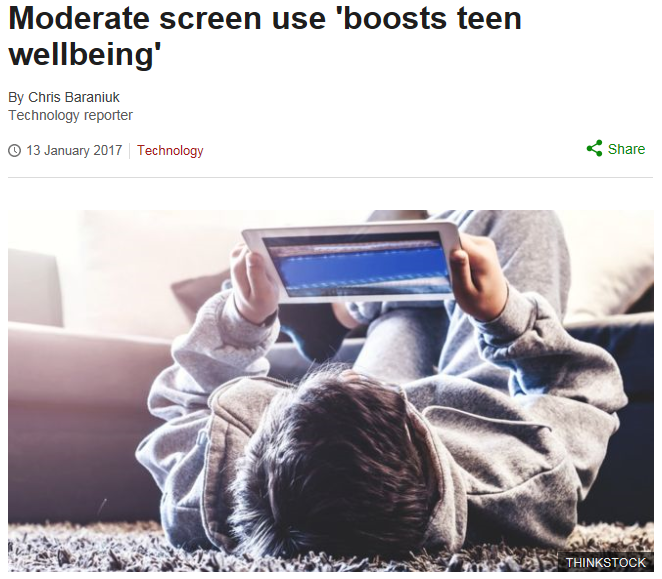 Moderate screen use 'boosts teen
wellbeing'
By Chris Baraniuk
Technology reporter
13 January 2017
Technology
Share
THINKSTOCK